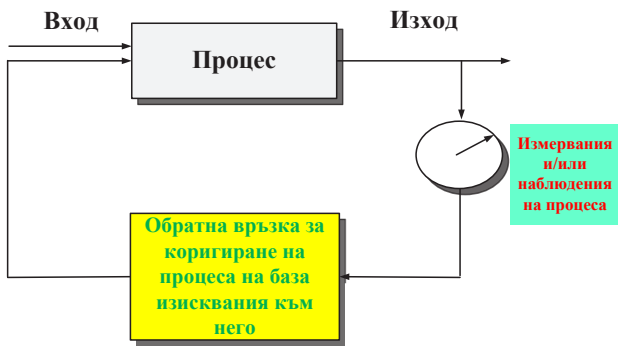 Вход
Изход
Процес
Измервания
и/или
наблюдения
на процеса
Обратна връзка за
коригиране на
процеса на база
изисквания към
него